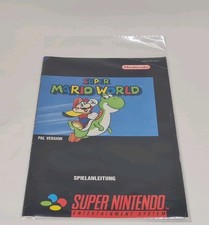 Nintendo
SUPER
MARIO WORLD
PAL VERSION
SPIELANLEITUNG
SUPER NINTENDO
ENTERTAINMENT SYSTEM